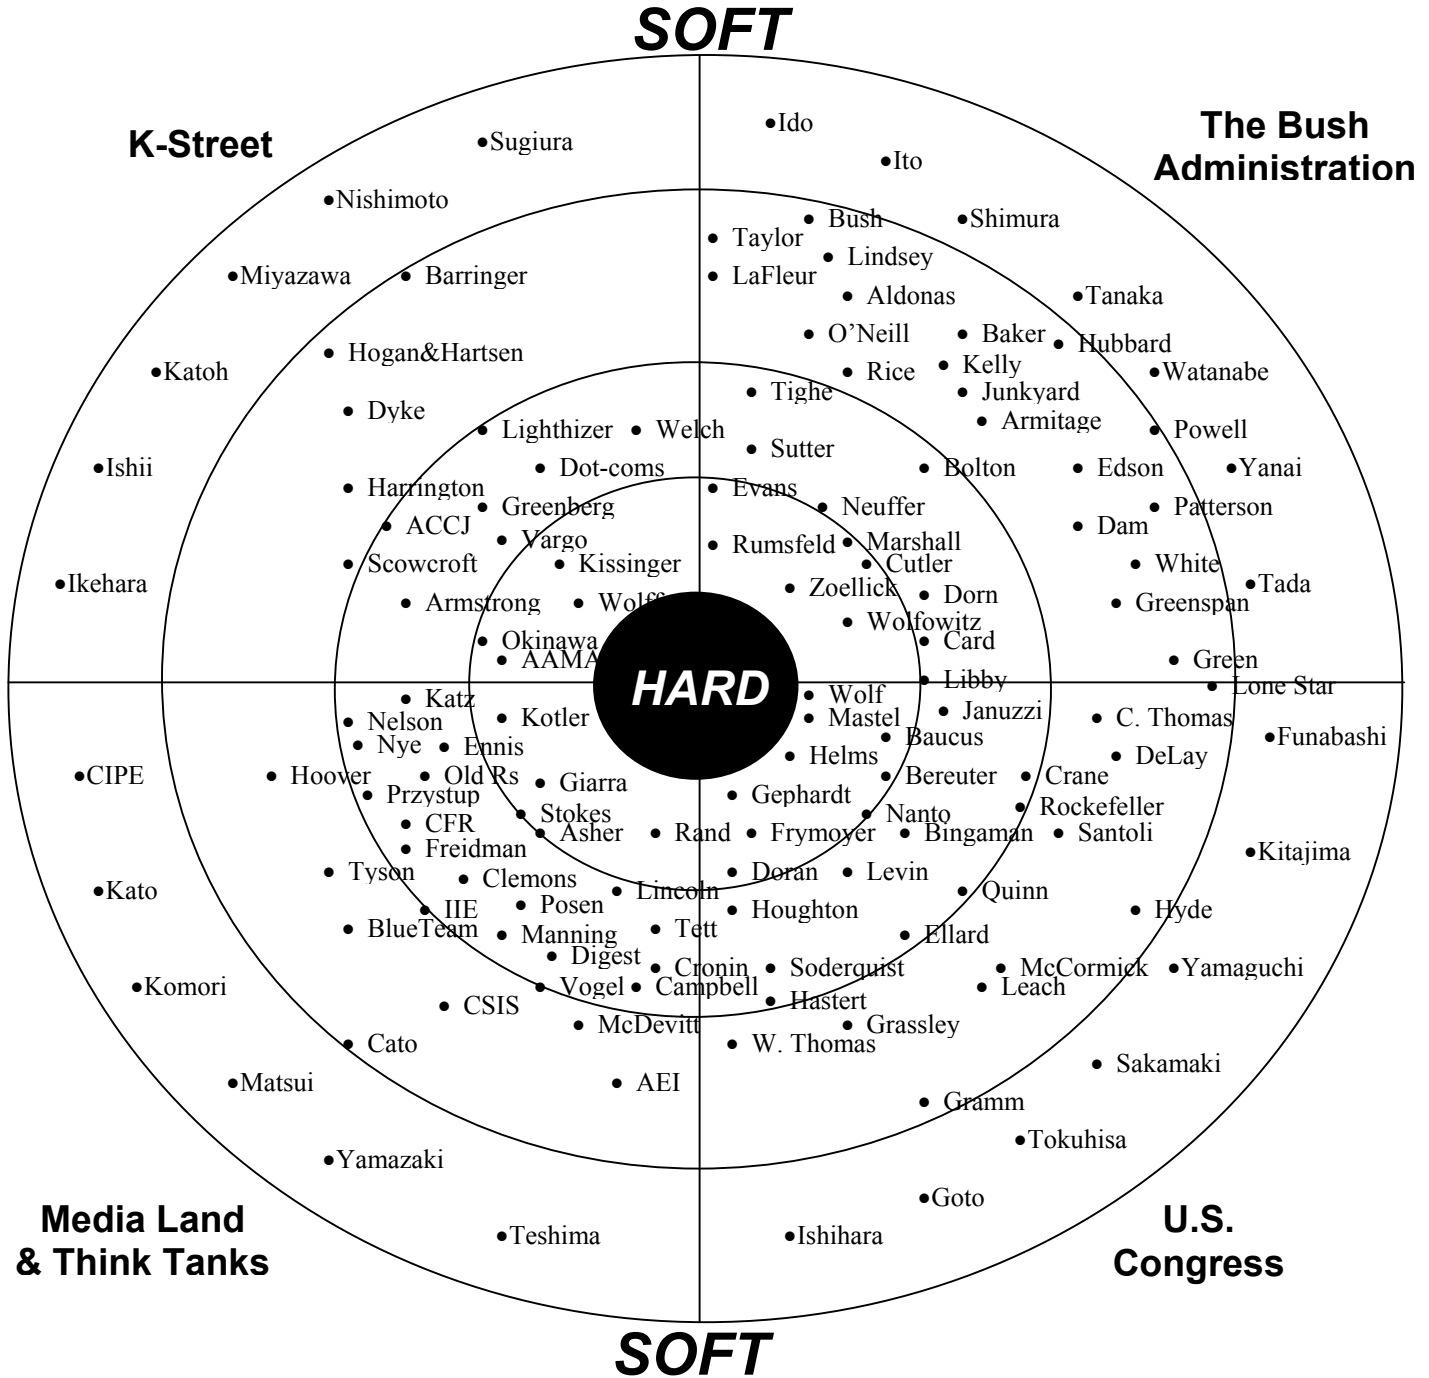 SOFT
K-Street
The Bush
Administration
Sugiura
Nishimoto
Miyazawa
Barringer
Katoh
Hogan&Hartsen
Dyke
Lighthizer
Welch
Ishii
Dot-coms
Harrington
Greenberg
ACCJ
Vargo
Scowcroft
Kissinger
Ikehara
Armstrong
Wolff
Okinawa
AAMA
Ido
Ito
Bush
Shimura
Taylor
Lindsey
LaFleur
Aldonas
Tanaka
O’Neill
Baker
Hubbard
Rice
Kelly
Watanabe
Tighe
Junkyard
Armitage
Powell
Sutter
Bolton
Edson
Yanai
Evans
Neuffer
Patterson
Dam
Rumsfeld
Marshall
Cutler
White
Zoellick
Dorn
Tada
Greenspan
Wolfowitz
Card
Green
Libby
Lone Star
HARD
Katz
Nelson
Kotler
Nye
Ennis
CIPE
Hoover
Old Rs
Giarra
Przystup
Stokes
CFR
Asher
Rand
Freidman
Tyson
Clemons
Kato
Lincoln
IIE
Posen
BlueTeam
Manning
Tett
Digest
Cronin
Komori
Vogel
Campbell
CSIS
McDevitt
Cato
Matsui
AEI
Yamazaki
Teshima
Wolf
Mastel
Januzzi
C. Thomas
Baucus
Funabashi
Helms
DeLay
Bereuter
Crane
Gephardt
Rockefeller
Nanto
Frymoyer
Bingaman
Santoli
Kitajima
Doran
Levin
Quinn
Houghton
Hyde
Ellard
Soderquist
McCormick
Yamaguchi
Leach
Hastert
Grassley
W. Thomas
Sakamaki
Gramm
Tokuhisa
Goto
Ishihara
Media Land
& Think Tanks
U.S.
Congress
SOFT